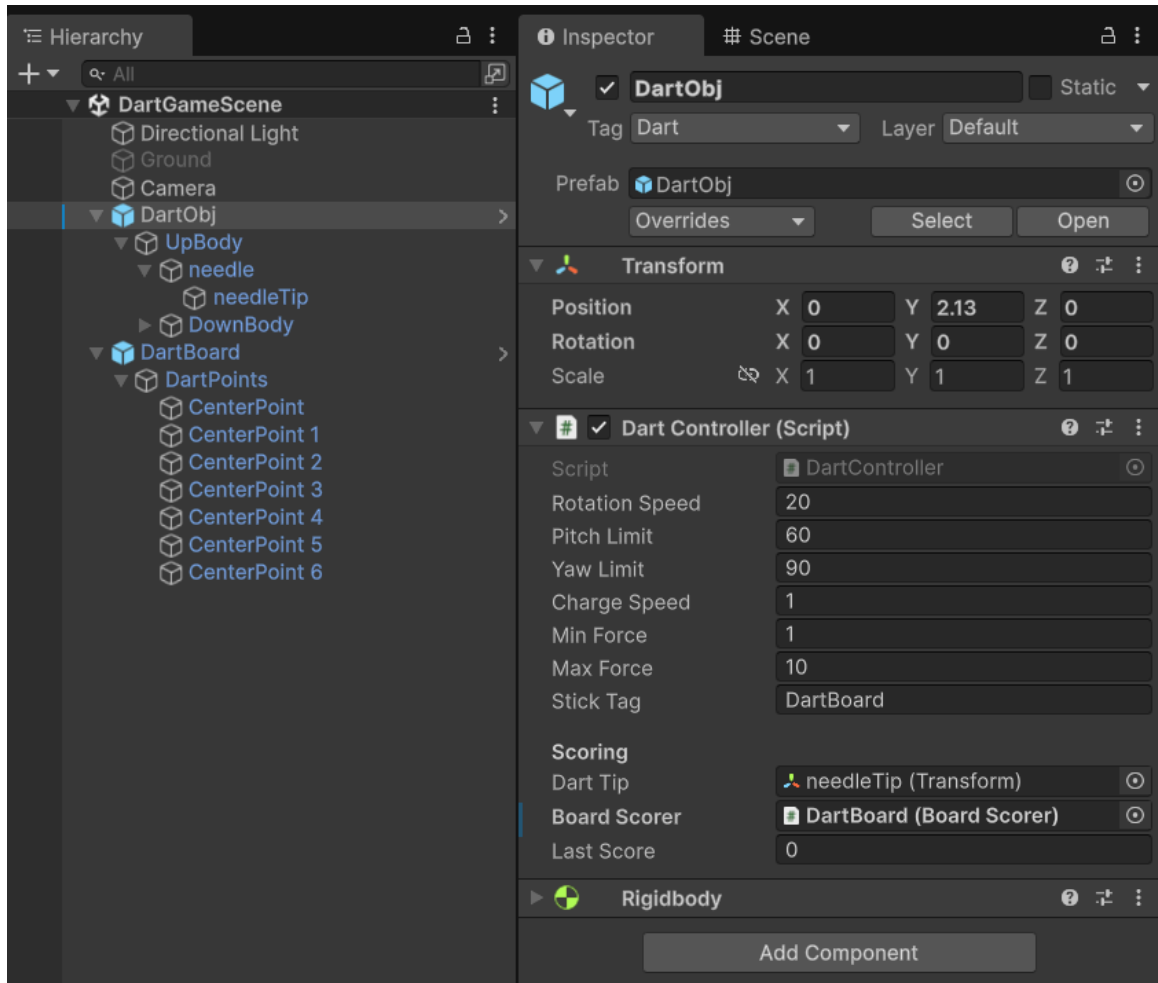 Hierarchy
All
DartGameScene
Directional Light
Ground
Camera
DartObj
UpBody
needle
needleTip
DownBody
DartBoard
DartPoints
CenterPoint
CenterPoint 1
CenterPoint 2
CenterPoint 3
CenterPoint 4
CenterPoint 5
CenterPoint 6
Inspector Scene
DartObj Static
Tag Dart Layer Default
Prefab DartObj
Overrides Select Open
Transform
Position X 0 Y 2.13 Z 0
Rotation X 0 Y 0 Z 0
Scale X 1 Y 1 Z 1
# Dart Controller (Script)
Script # DartController
Rotation Speed 20
Pitch Limit 60
Yaw Limit 90
Charge Speed 1
Min Force 1
Max Force 10
Stick Tag DartBoard
Scoring
Dart Tip needleTip (Transform)
Board Scorer # DartBoard (Board Scorer)
Last Score 0
Rigidbody
Add Component